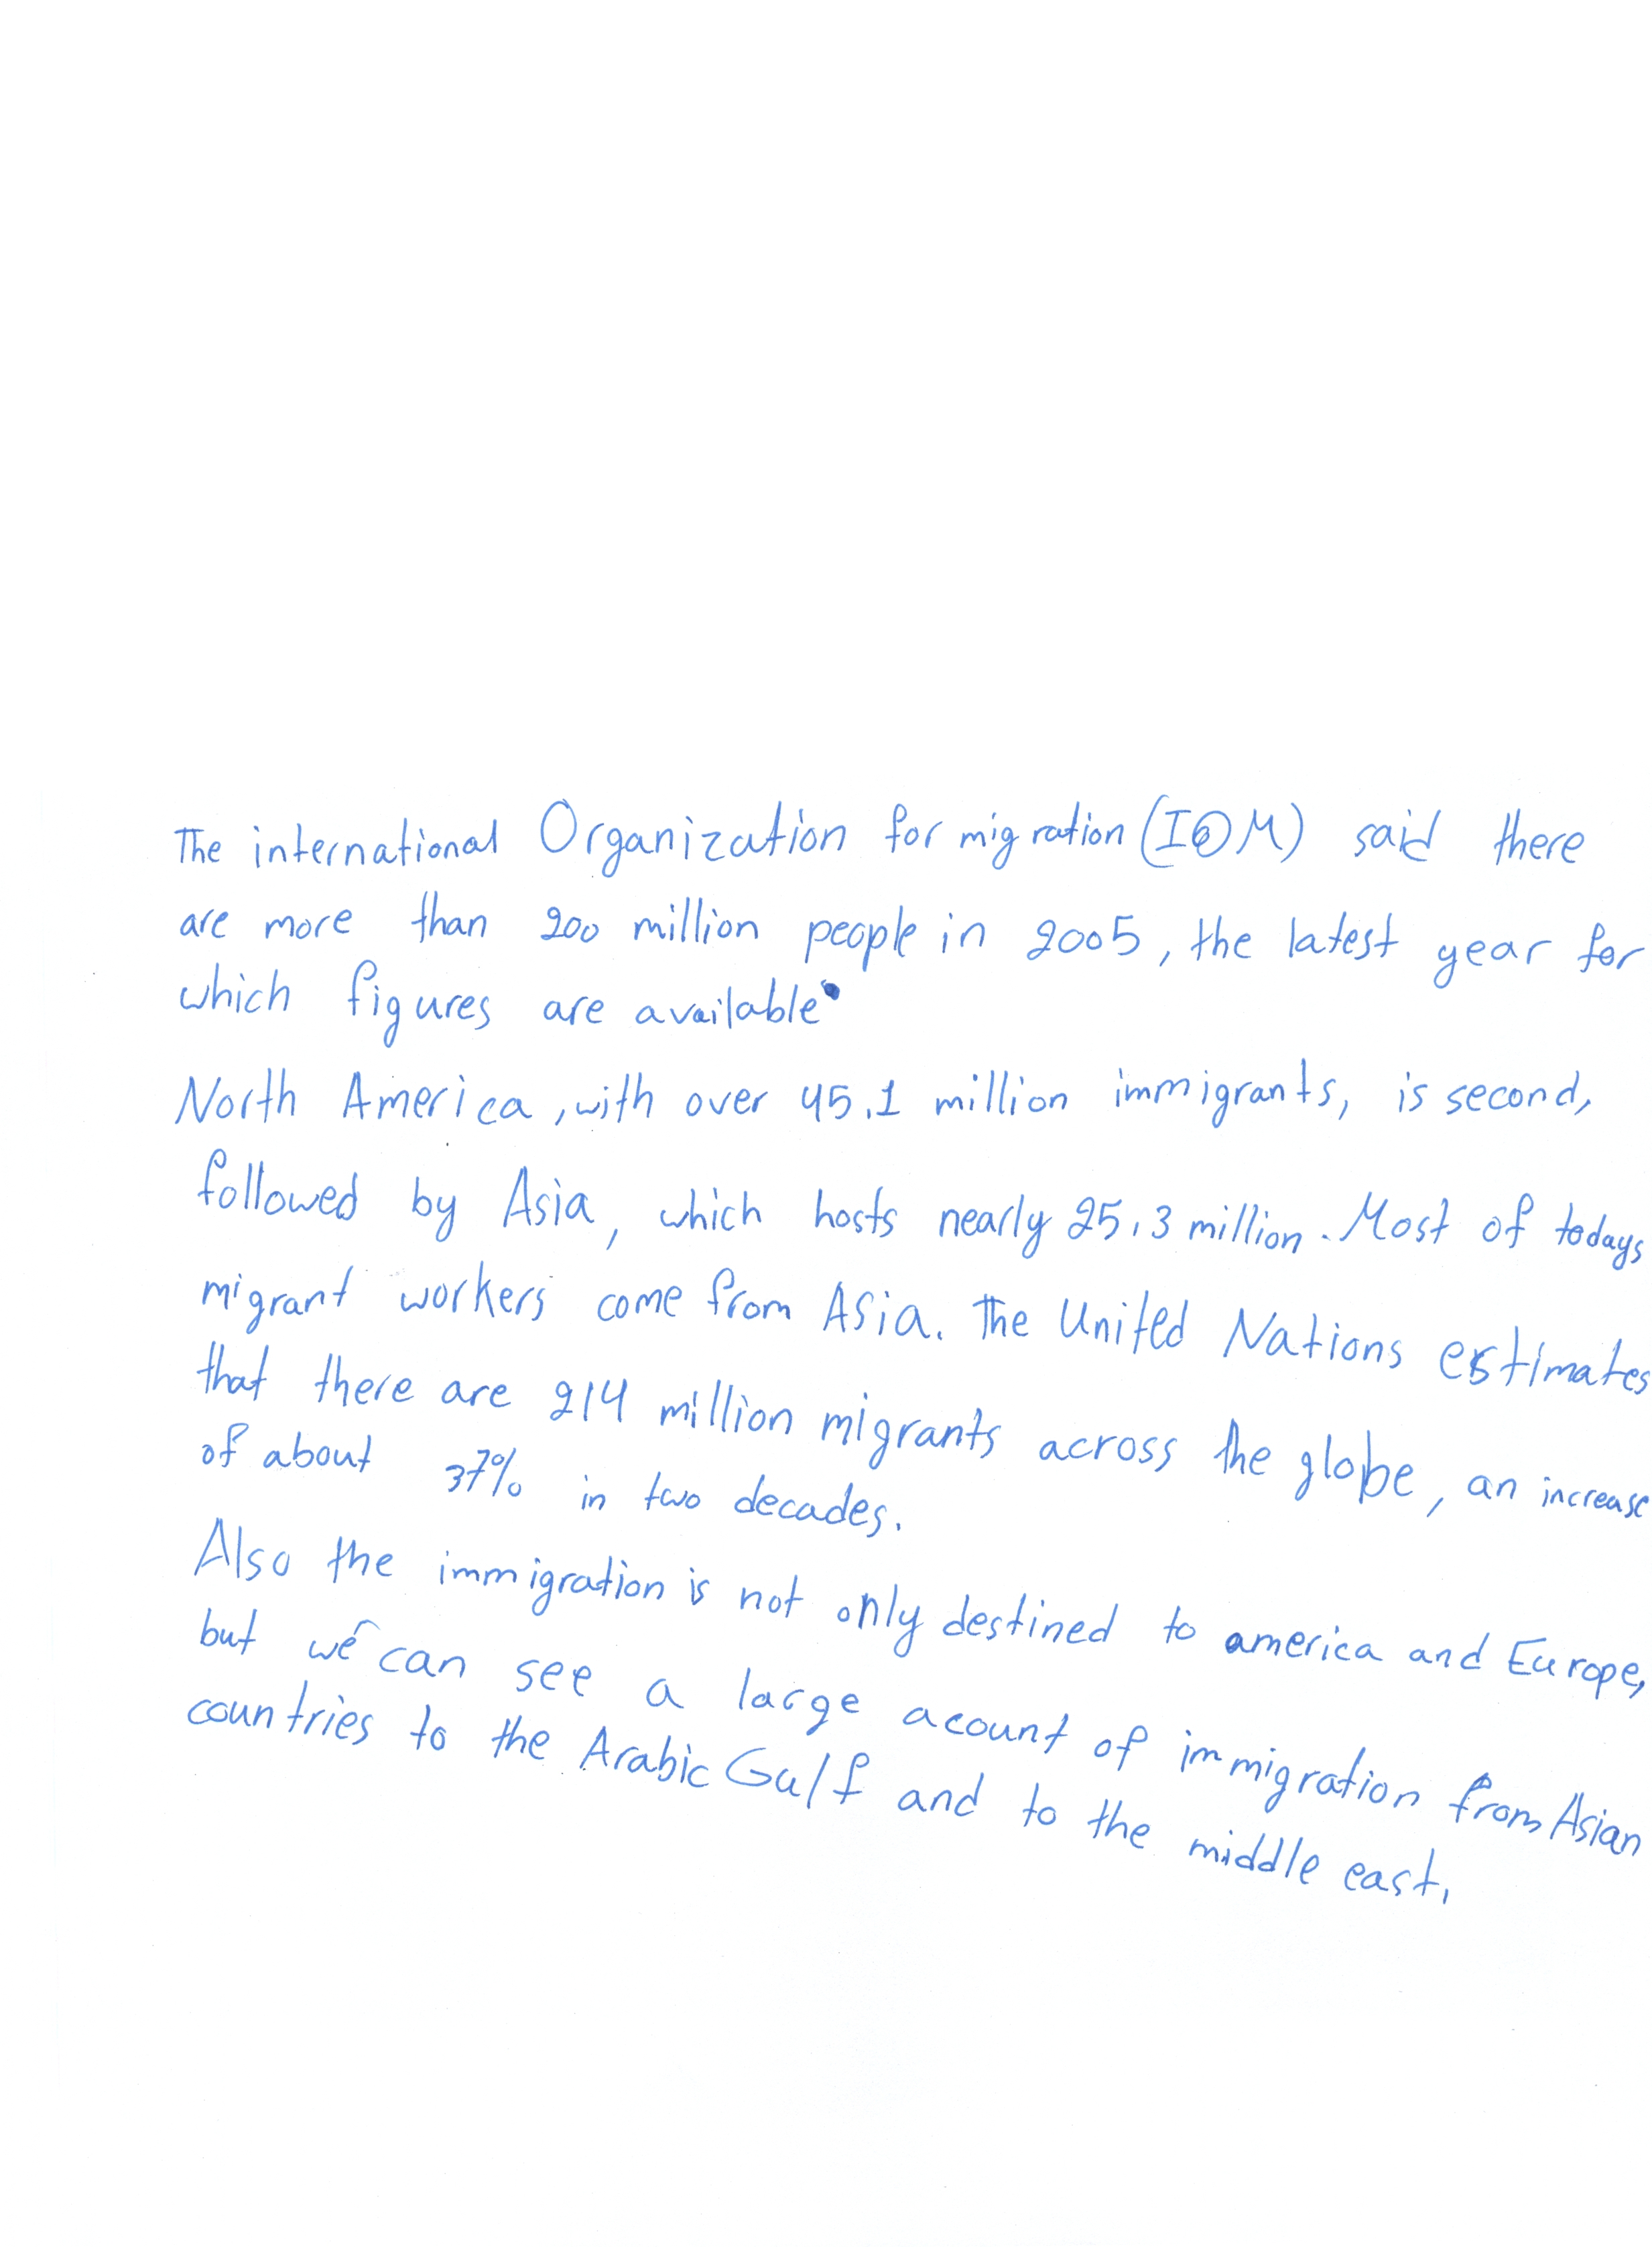 The international Organization for migration (IOM) said there
are more than 200 million people in 2005, the latest year for
which figures are available.
North America, with over 45.1 million immigrants, is second,
followed by Asia, which hosts nearly 25.3 million. Most of todays
migrant workers come from Asia. The United Nations estimates
that there are 214 million migrants across the globe, an increase
of about 37% in two decades.
Also the immigration is not only destined to america and Europe,
but we can see a large acount of immigration from Asian
countries to the Arabic Gulf and to the middle east.